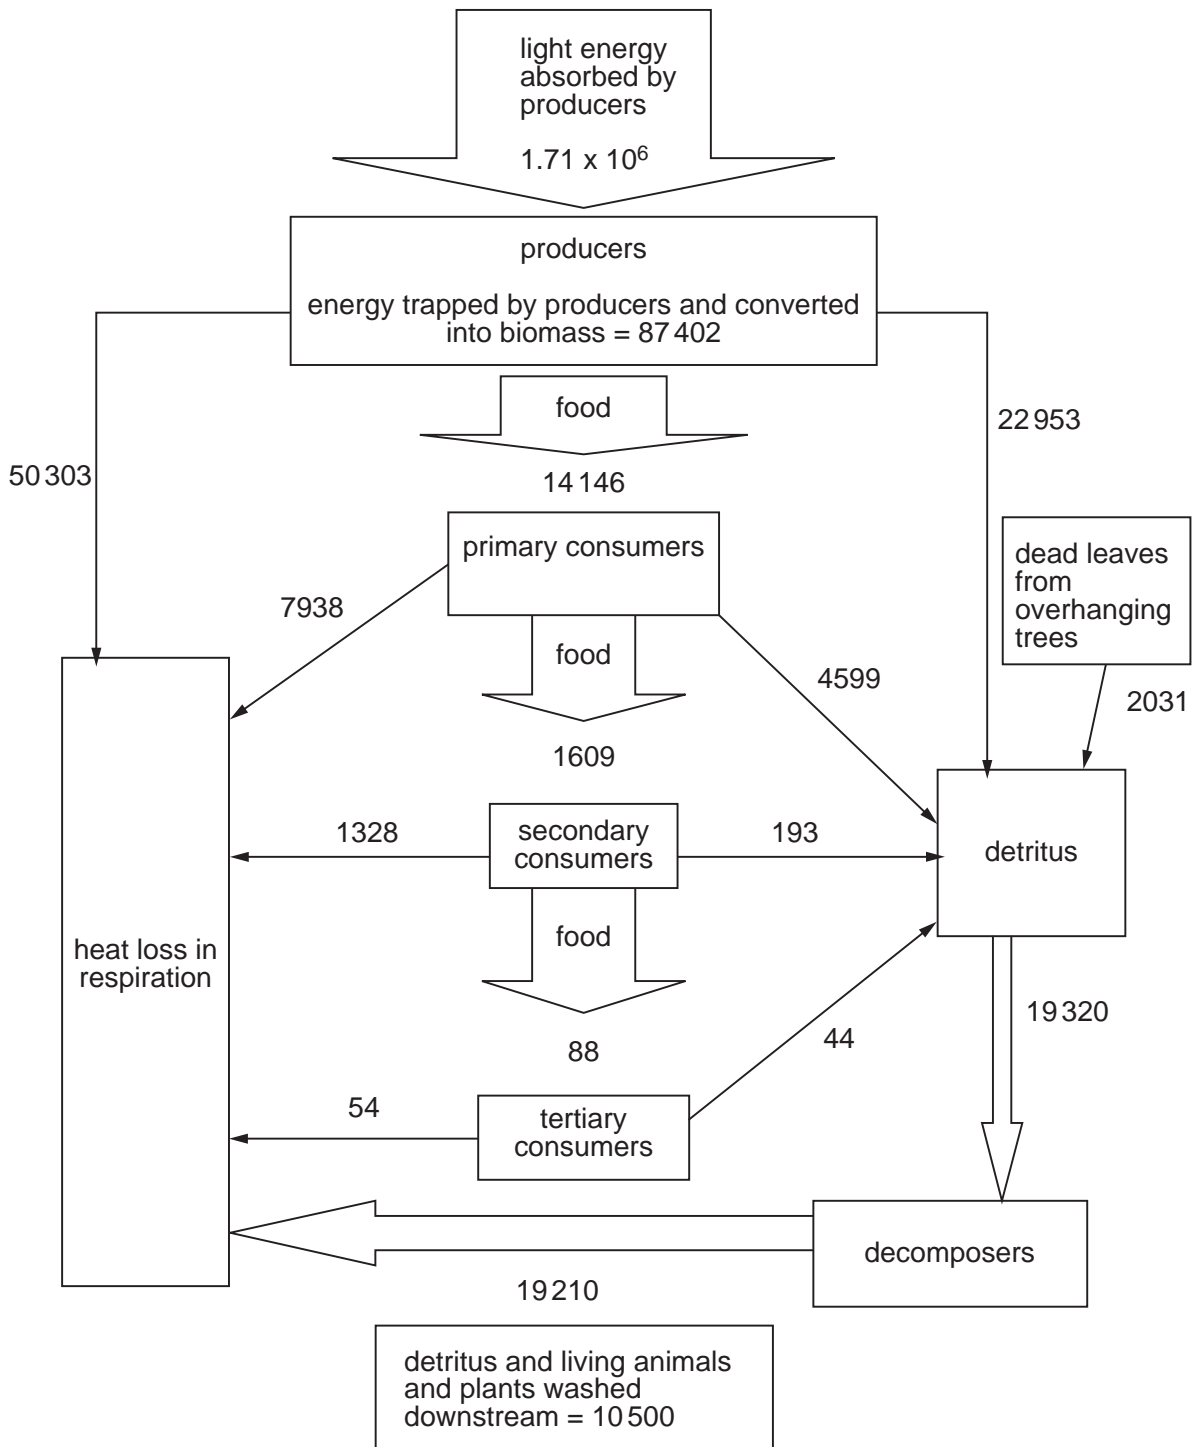 light energy
absorbed by
producers
1.71 x 10⁶
producers
energy trapped by producers and converted
into biomass = 87 402
food
22 953
50 303
14 146
primary consumers
dead leaves
from
overhanging
trees
7938
food
4599
2031
1609
1328
secondary
consumers
193
detritus
food
heat loss in
respiration
19 320
44
88
54
tertiary
consumers
decomposers
19 210
detritus and living animals
and plants washed
downstream = 10 500